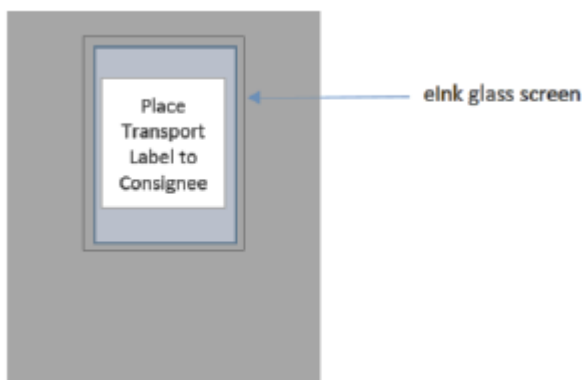 Place
Transport
Label to
Consignee
eInk glass screen